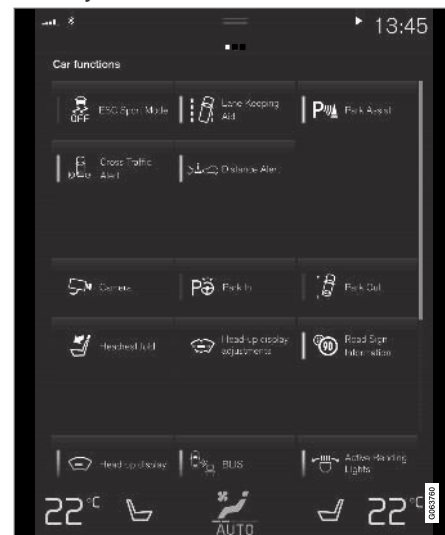 13:45
Car functions
OFF
ESC Sport Mode
Lane Keeping
Aid
P
Park Assist
Cross Traffic
Alert
Distance Alert
Camera
P
Park In
Park Out
Headrest fold
Head-up display
adjustments
90
Road Sign
Information
Head-up display
BLIS
Active Bending
Lights
22°C
AUTO
22°C
G063760